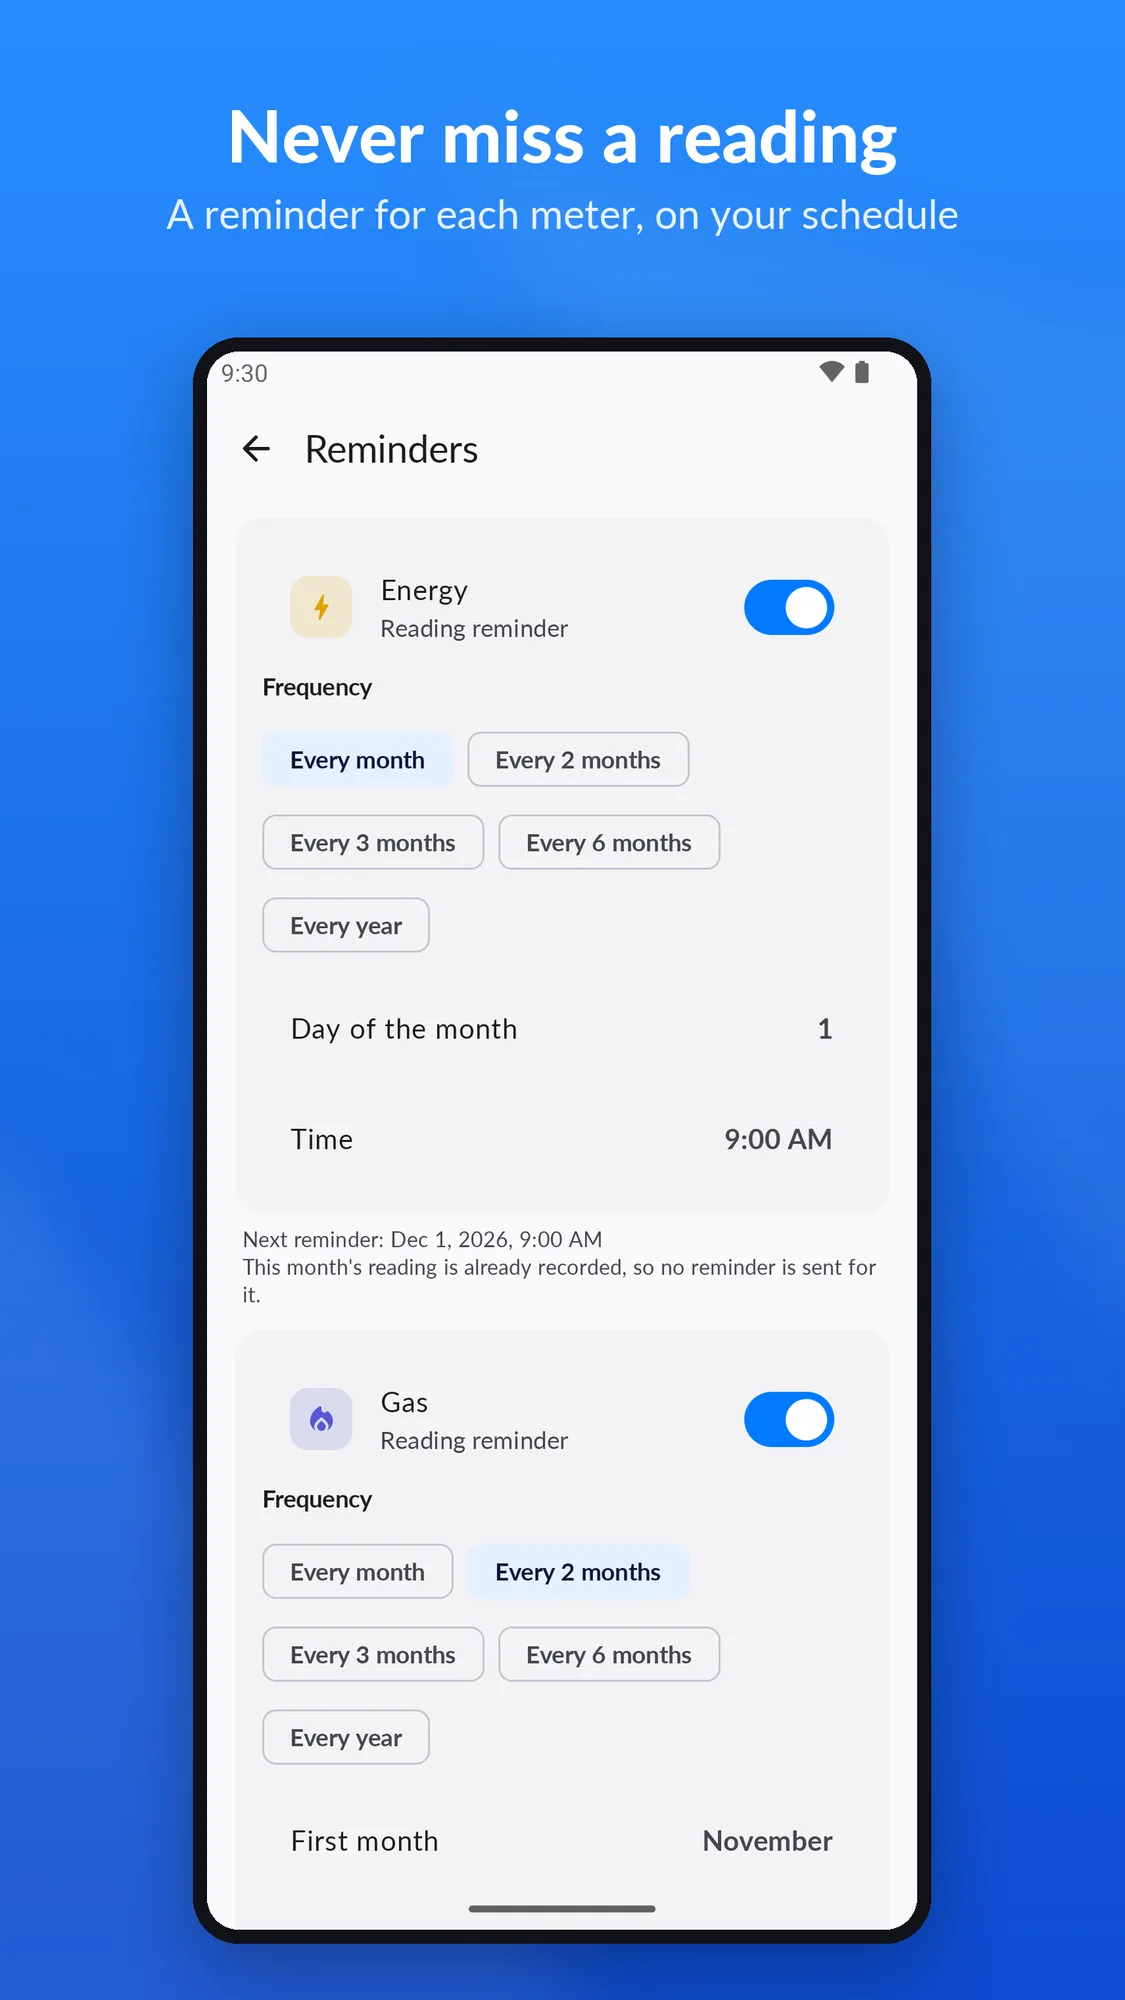 Never miss a reading
A reminder for each meter, on your schedule
9:30
Reminders
Energy
Reading reminder
Frequency
Every month
Every 2 months
Every 3 months
Every 6 months
Every year
Day of the month
1
Time
9:00 AM
Next reminder: Dec 1, 2026, 9:00 AM
This month's reading is already recorded, so no reminder is sent for
it.
Gas
Reading reminder
Frequency
Every month
Every 2 months
Every 3 months
Every 6 months
Every year
First month
November